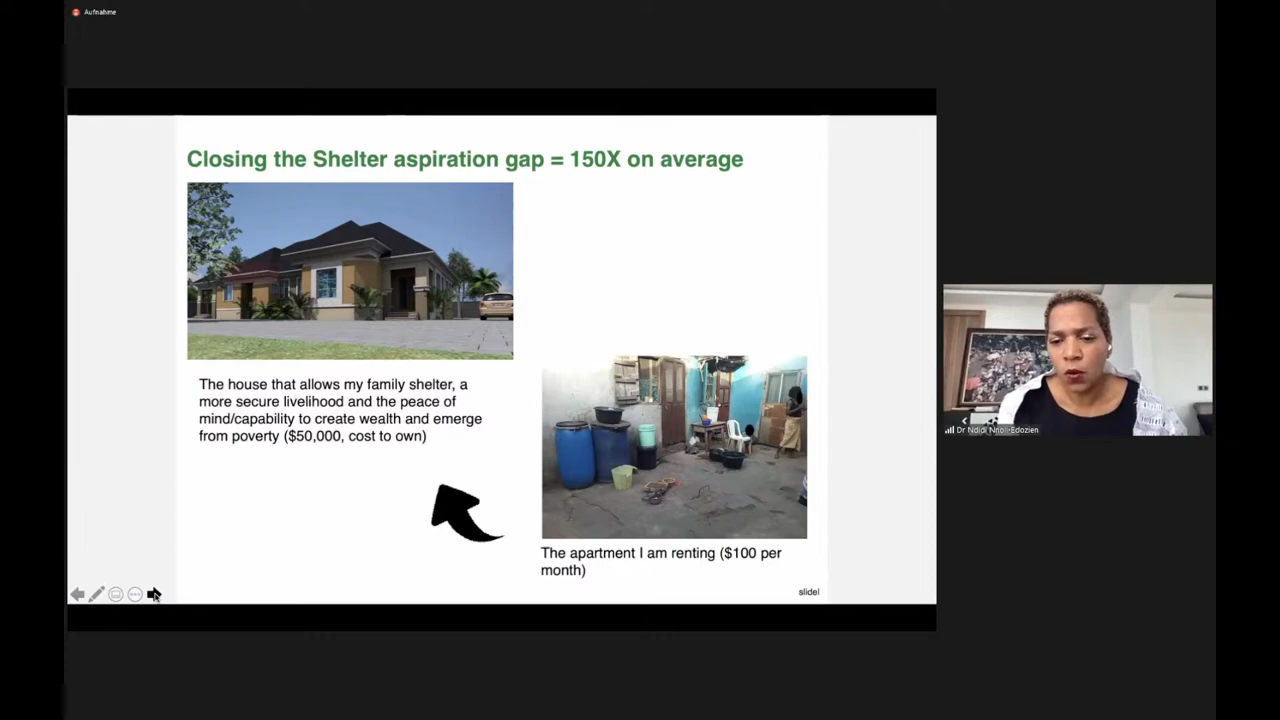 Aufnahme
Closing the Shelter aspiration gap = 150X on average
The house that allows my family shelter, a
more secure livelihood and the peace of
mind/capability to create wealth and emerge
from poverty ($50,000, cost to own)
The apartment I am renting ($100 per
month)
slidel
Dr Ndidi Nnoli-Edozien